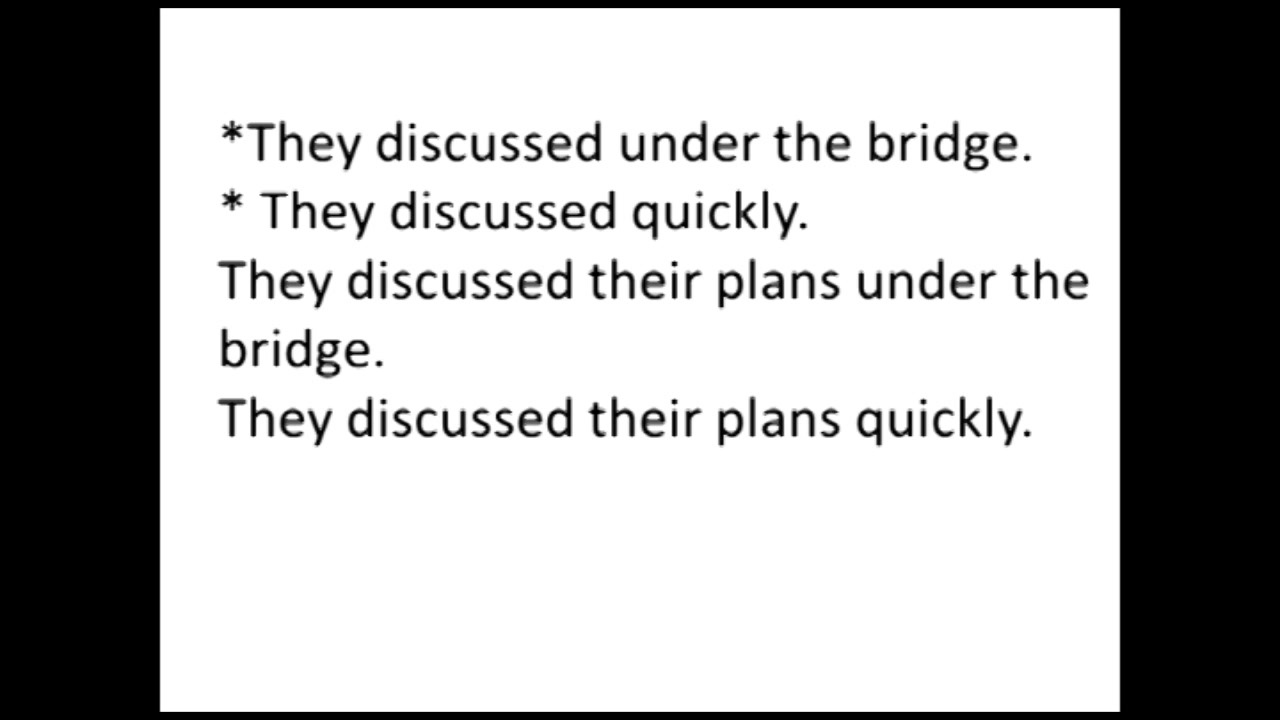 *They discussed under the bridge.
* They discussed quickly.
They discussed their plans under the
bridge.
They discussed their plans quickly.